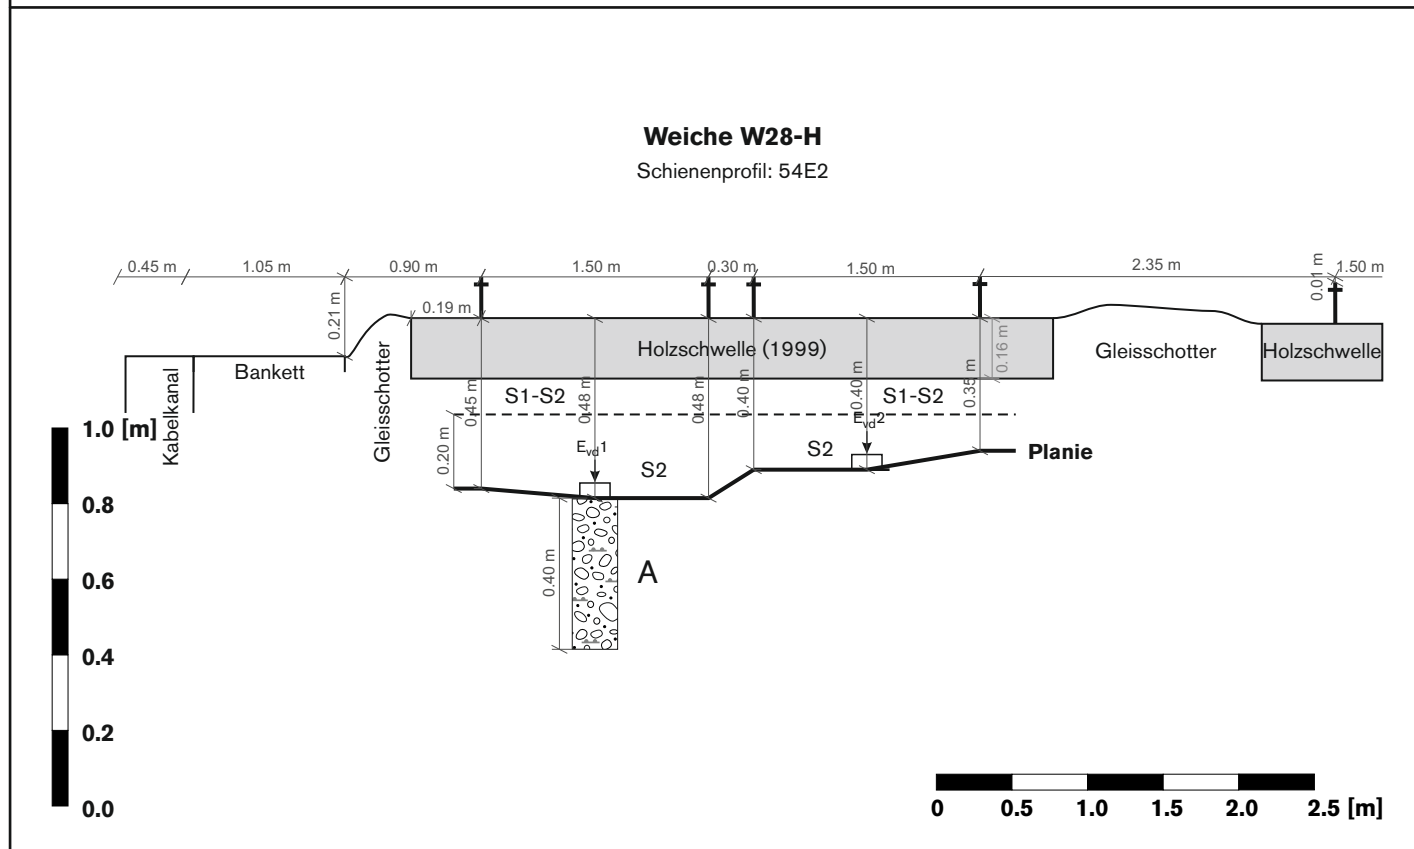 Weiche W28-H
Schienenprofil: 54E2
0.45 m
1.05 m
0.90 m
1.50 m
0.30 m
1.50 m
2.35 m
1.50 m
0.01 m
0.21 m
0.19 m
Holzschwelle (1999)
0.16 m
Gleisschotter
Holzschwelle
Bankett
Kabelkanal
Gleisschotter
S1-S2
S1-S2
0.45 m
0.48 m
0.48 m
0.40 m
0.40 m
0.35 m
0.20 m
Evd1
S2
Evd2
S2
Planie
0.40 m
A
1.0 [m]
0.8
0.6
0.4
0.2
0.0
0 0.5 1.0 1.5 2.0 2.5 [m]